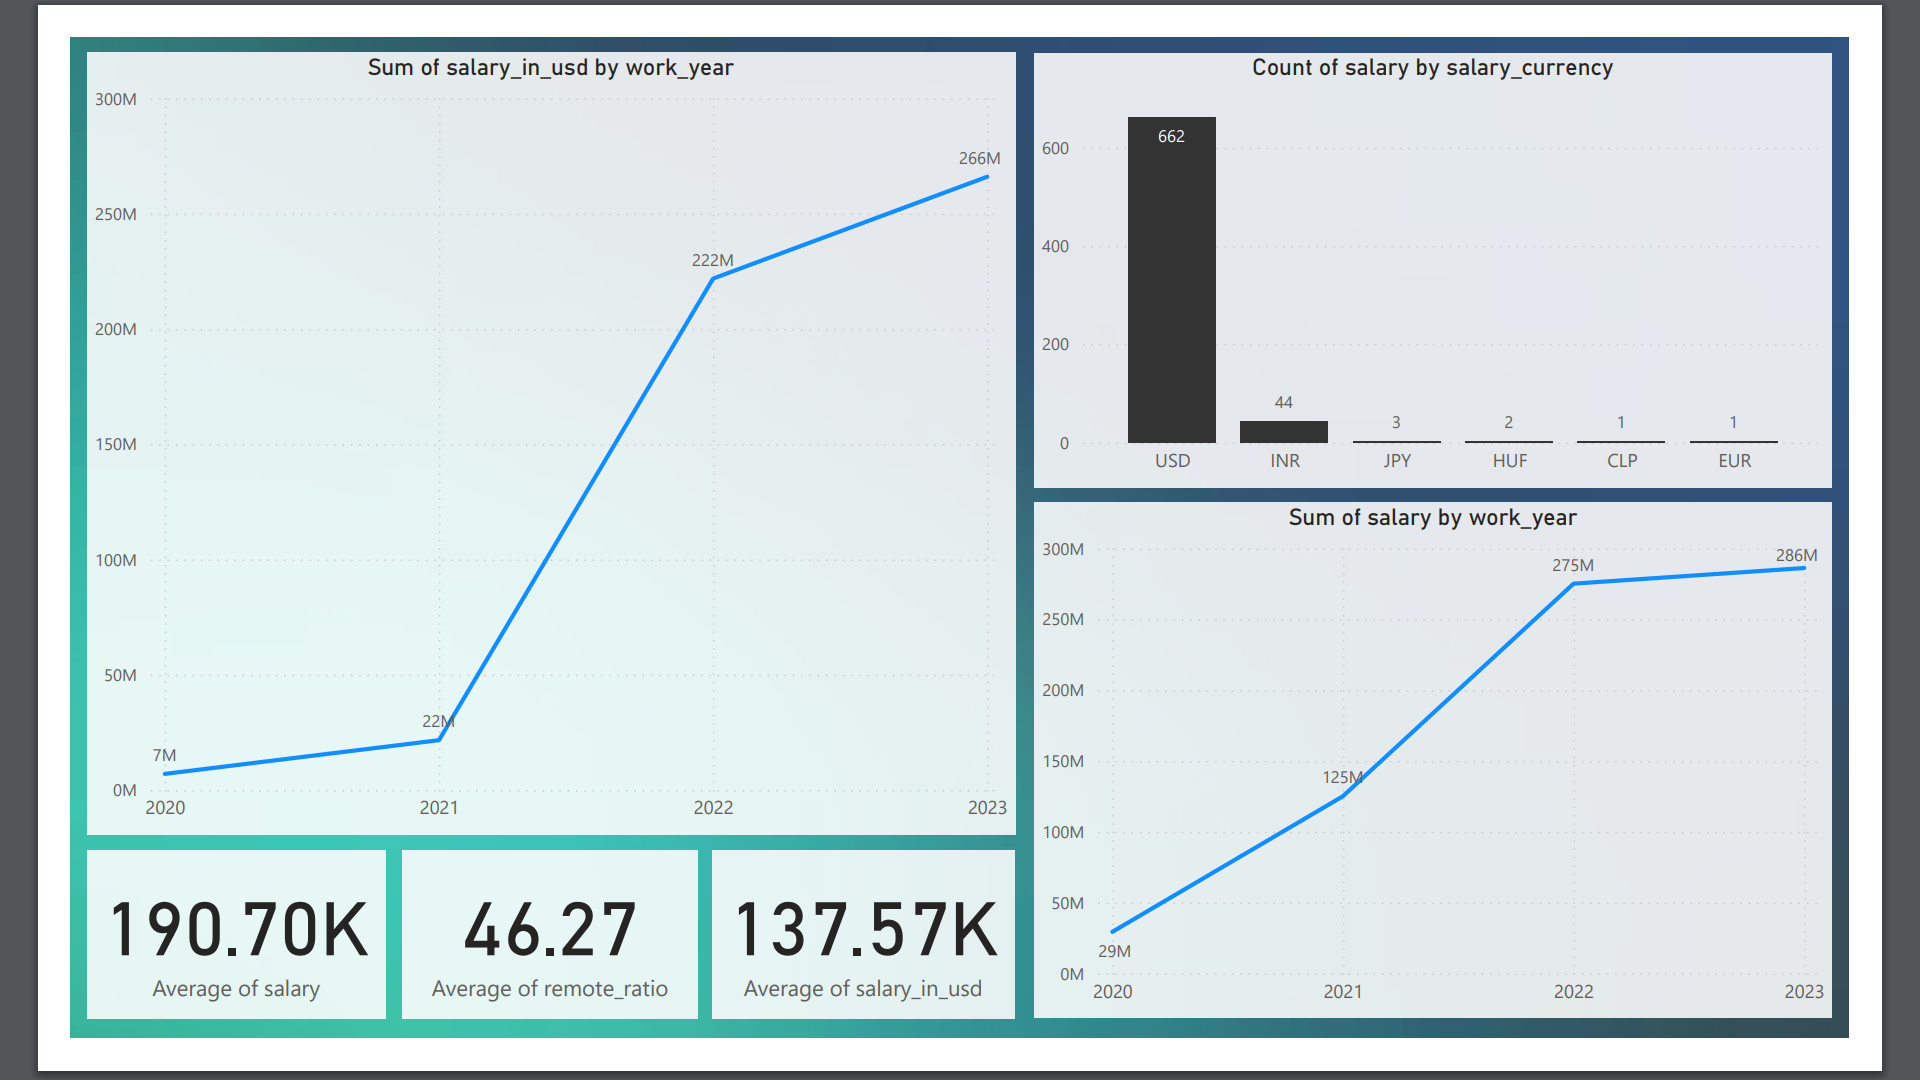 Sum of salary_in_usd by work_year
300M
250M
200M
150M
100M
50M
0M
7M
22M
222M
266M
2020 2021 2022 2023
190.70K
Average of salary
46.27
Average of remote_ratio
137.57K
Average of salary_in_usd
Count of salary by salary_currency
600
400
200
0
662 44 3 2 1 1
USD INR JPY HUF CLP EUR
Sum of salary by work_year
300M
250M
200M
150M
100M
50M
0M
29M
125M
275M
286M
2020 2021 2022 2023